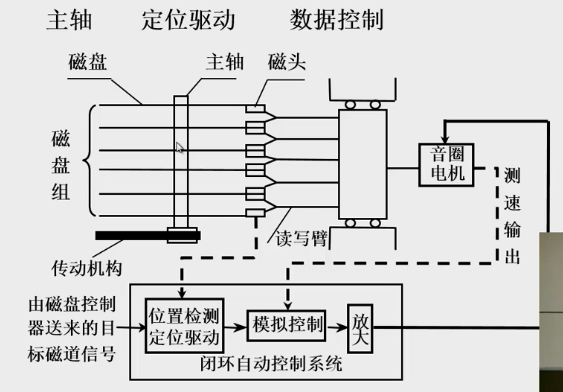 主轴 定位驱动 数据控制
磁盘 主轴 磁头
磁
盘
组
音圈
电机
测
速
输
出
读写臂
传动机构
由磁盘控制
器送来的目
标磁道信号
位置检测
定位驱动
模拟控制
放
大
闭环自动控制系统